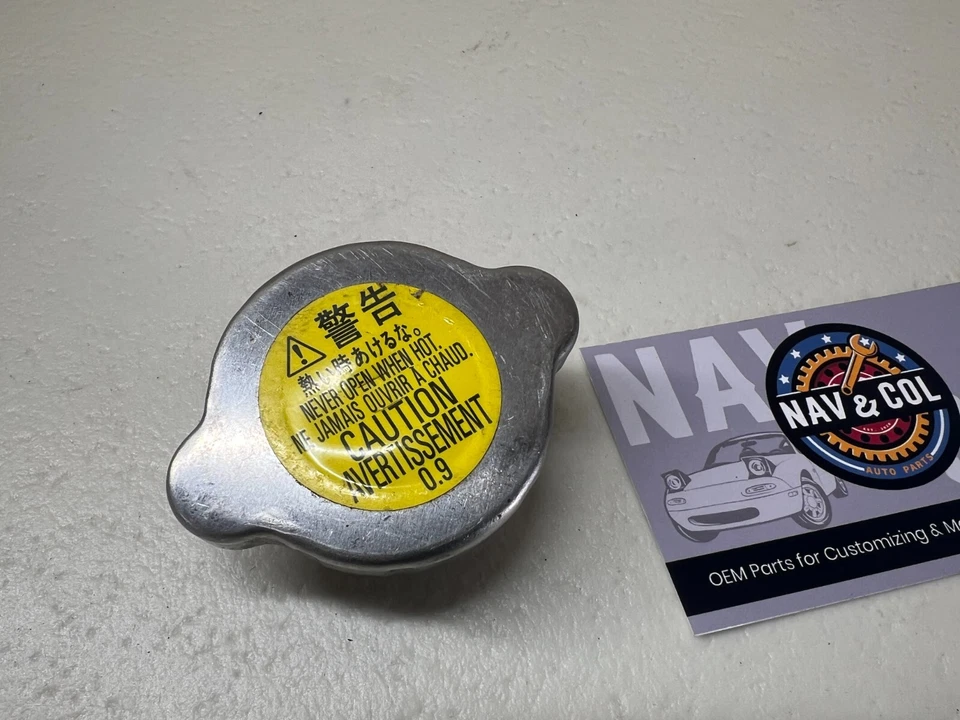 警告
熱い時あけるな。
NEVER OPEN WHEN HOT.
NE JAMAIS OUVRIR À CHAUD.
CAUTION
AVERTISSEMENT
0.9
NAV
NAV & COL
AUTO PARTS
OEM Parts for Customizing &